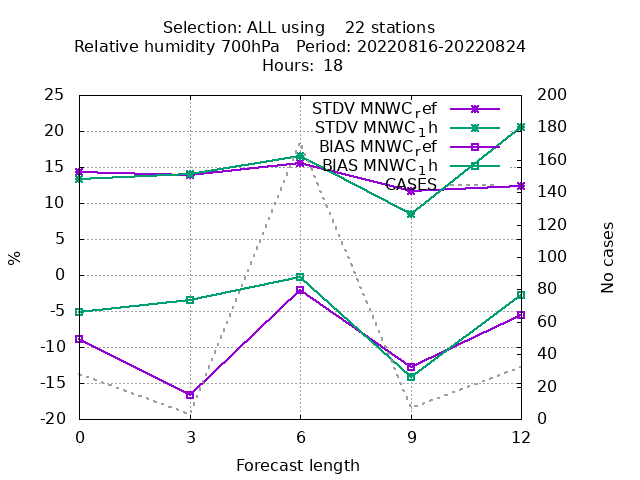 Selection: ALL using    22 stations
Relative humidity 700hPa   Period: 20220816-20220824
Hours: 18
25 200
STDV MNWC_ref
20 180
STDV MNWC_1h
BIAS MNWC_ref
15 160
BIAS MNWC_1h
CASES
10 140
5 120
0 100
-5 80
-10 60
-15 40
20
-20 0
%
No cases
0 3 6 9 12
Forecast length